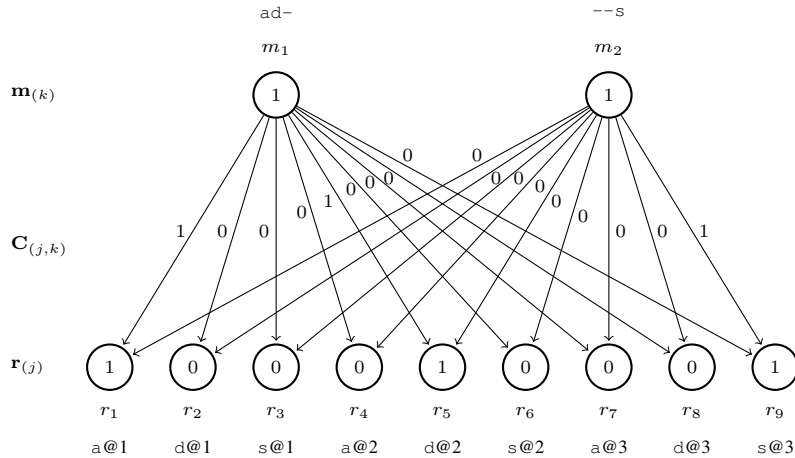 ad- --s
m1 m2
m(k) 1 1
0 0
0 0 0 0 0 0
0 1 0 0
1 0 0 0 0 1
C(j,k)
r(j) 1 0 0 0 1 0 0 0 1
r1 r2 r3 r4 r5 r6 r7 r8 r9
a@1 d@1 s@1 a@2 d@2 s@2 a@3 d@3 s@3